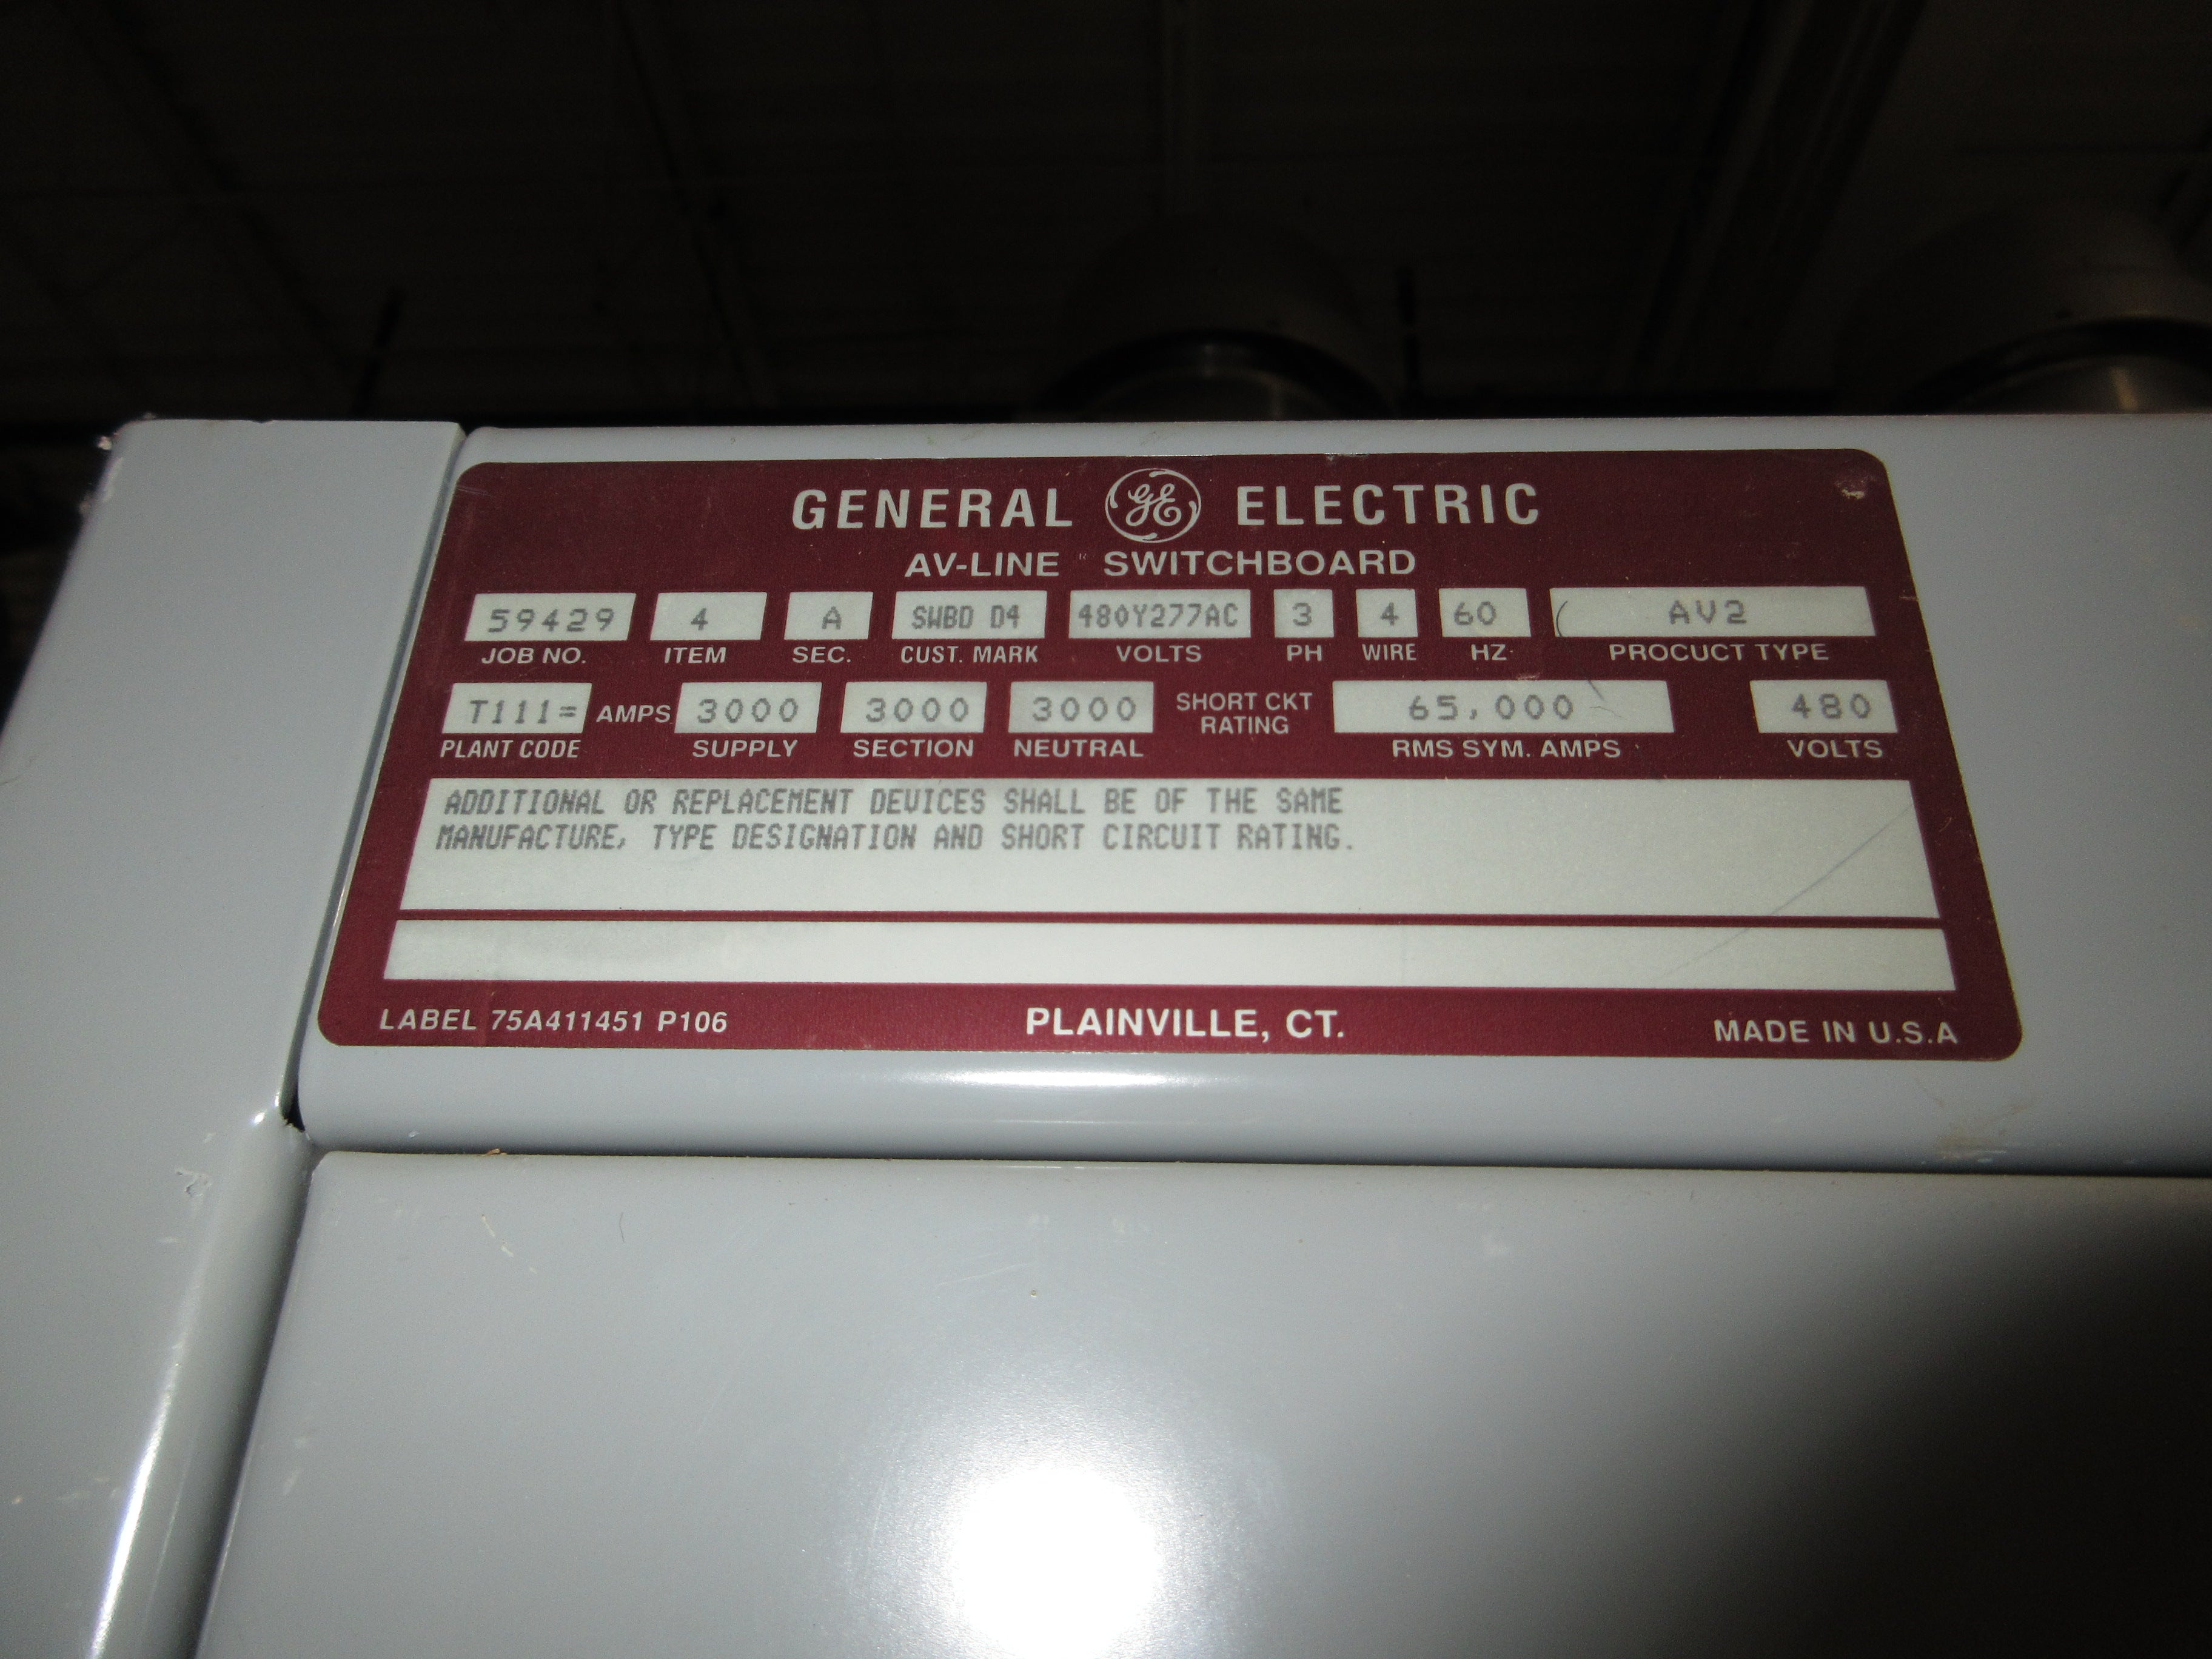 GENERAL GE ELECTRIC
AV-LINE ® SWITCHBOARD
59429 4 A SWBD D4 480Y277AC 3 4 60 AV2
JOB NO. ITEM SEC. CUST. MARK VOLTS PH WIRE HZ PROCUCT TYPE
T111= AMPS 3000 3000 3000 SHORT CKT RATING 65,000 480
PLANT CODE SUPPLY SECTION NEUTRAL RMS SYM. AMPS VOLTS
ADDITIONAL OR REPLACEMENT DEVICES SHALL BE OF THE SAME
MANUFACTURE, TYPE DESIGNATION AND SHORT CIRCUIT RATING.
LABEL 75A411451 P106 PLAINVILLE, CT. MADE IN U.S.A